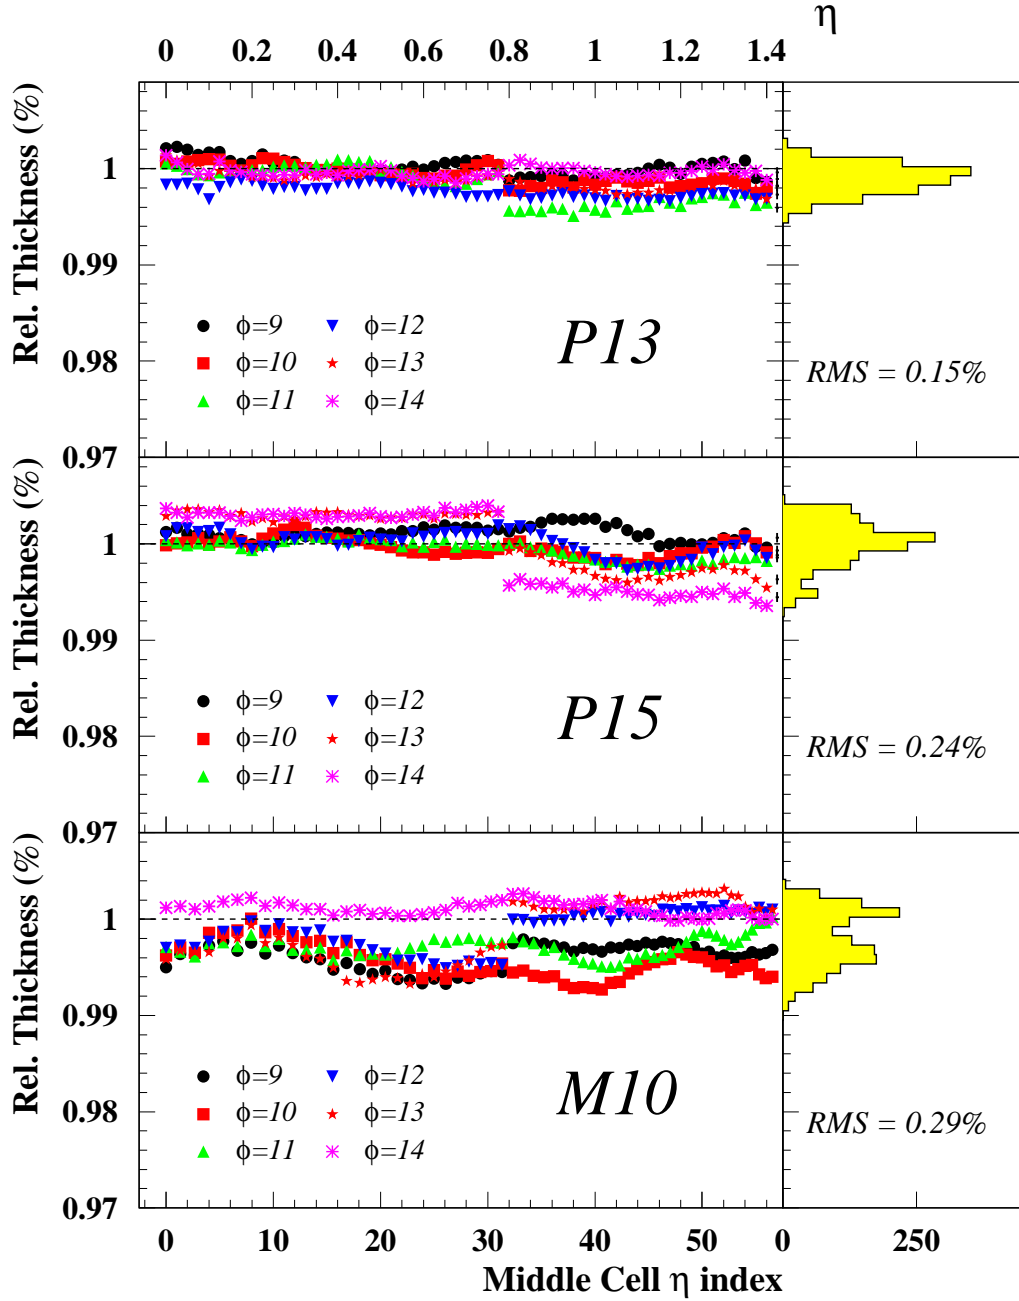 η
0 0.2 0.4 0.6 0.8 1 1.2 1.4
Rel. Thickness (%)
1
0.99
0.98
0.97
ϕ=9 ϕ=12
ϕ=10 ϕ=13
ϕ=11 ϕ=14
P13
RMS = 0.15%
Rel. Thickness (%)
1
0.99
0.98
0.97
ϕ=9 ϕ=12
ϕ=10 ϕ=13
ϕ=11 ϕ=14
P15
RMS = 0.24%
Rel. Thickness (%)
1
0.99
0.98
0.97
ϕ=9 ϕ=12
ϕ=10 ϕ=13
ϕ=11 ϕ=14
M10
RMS = 0.29%
0 10 20 30 40 50 0 250
Middle Cell η index